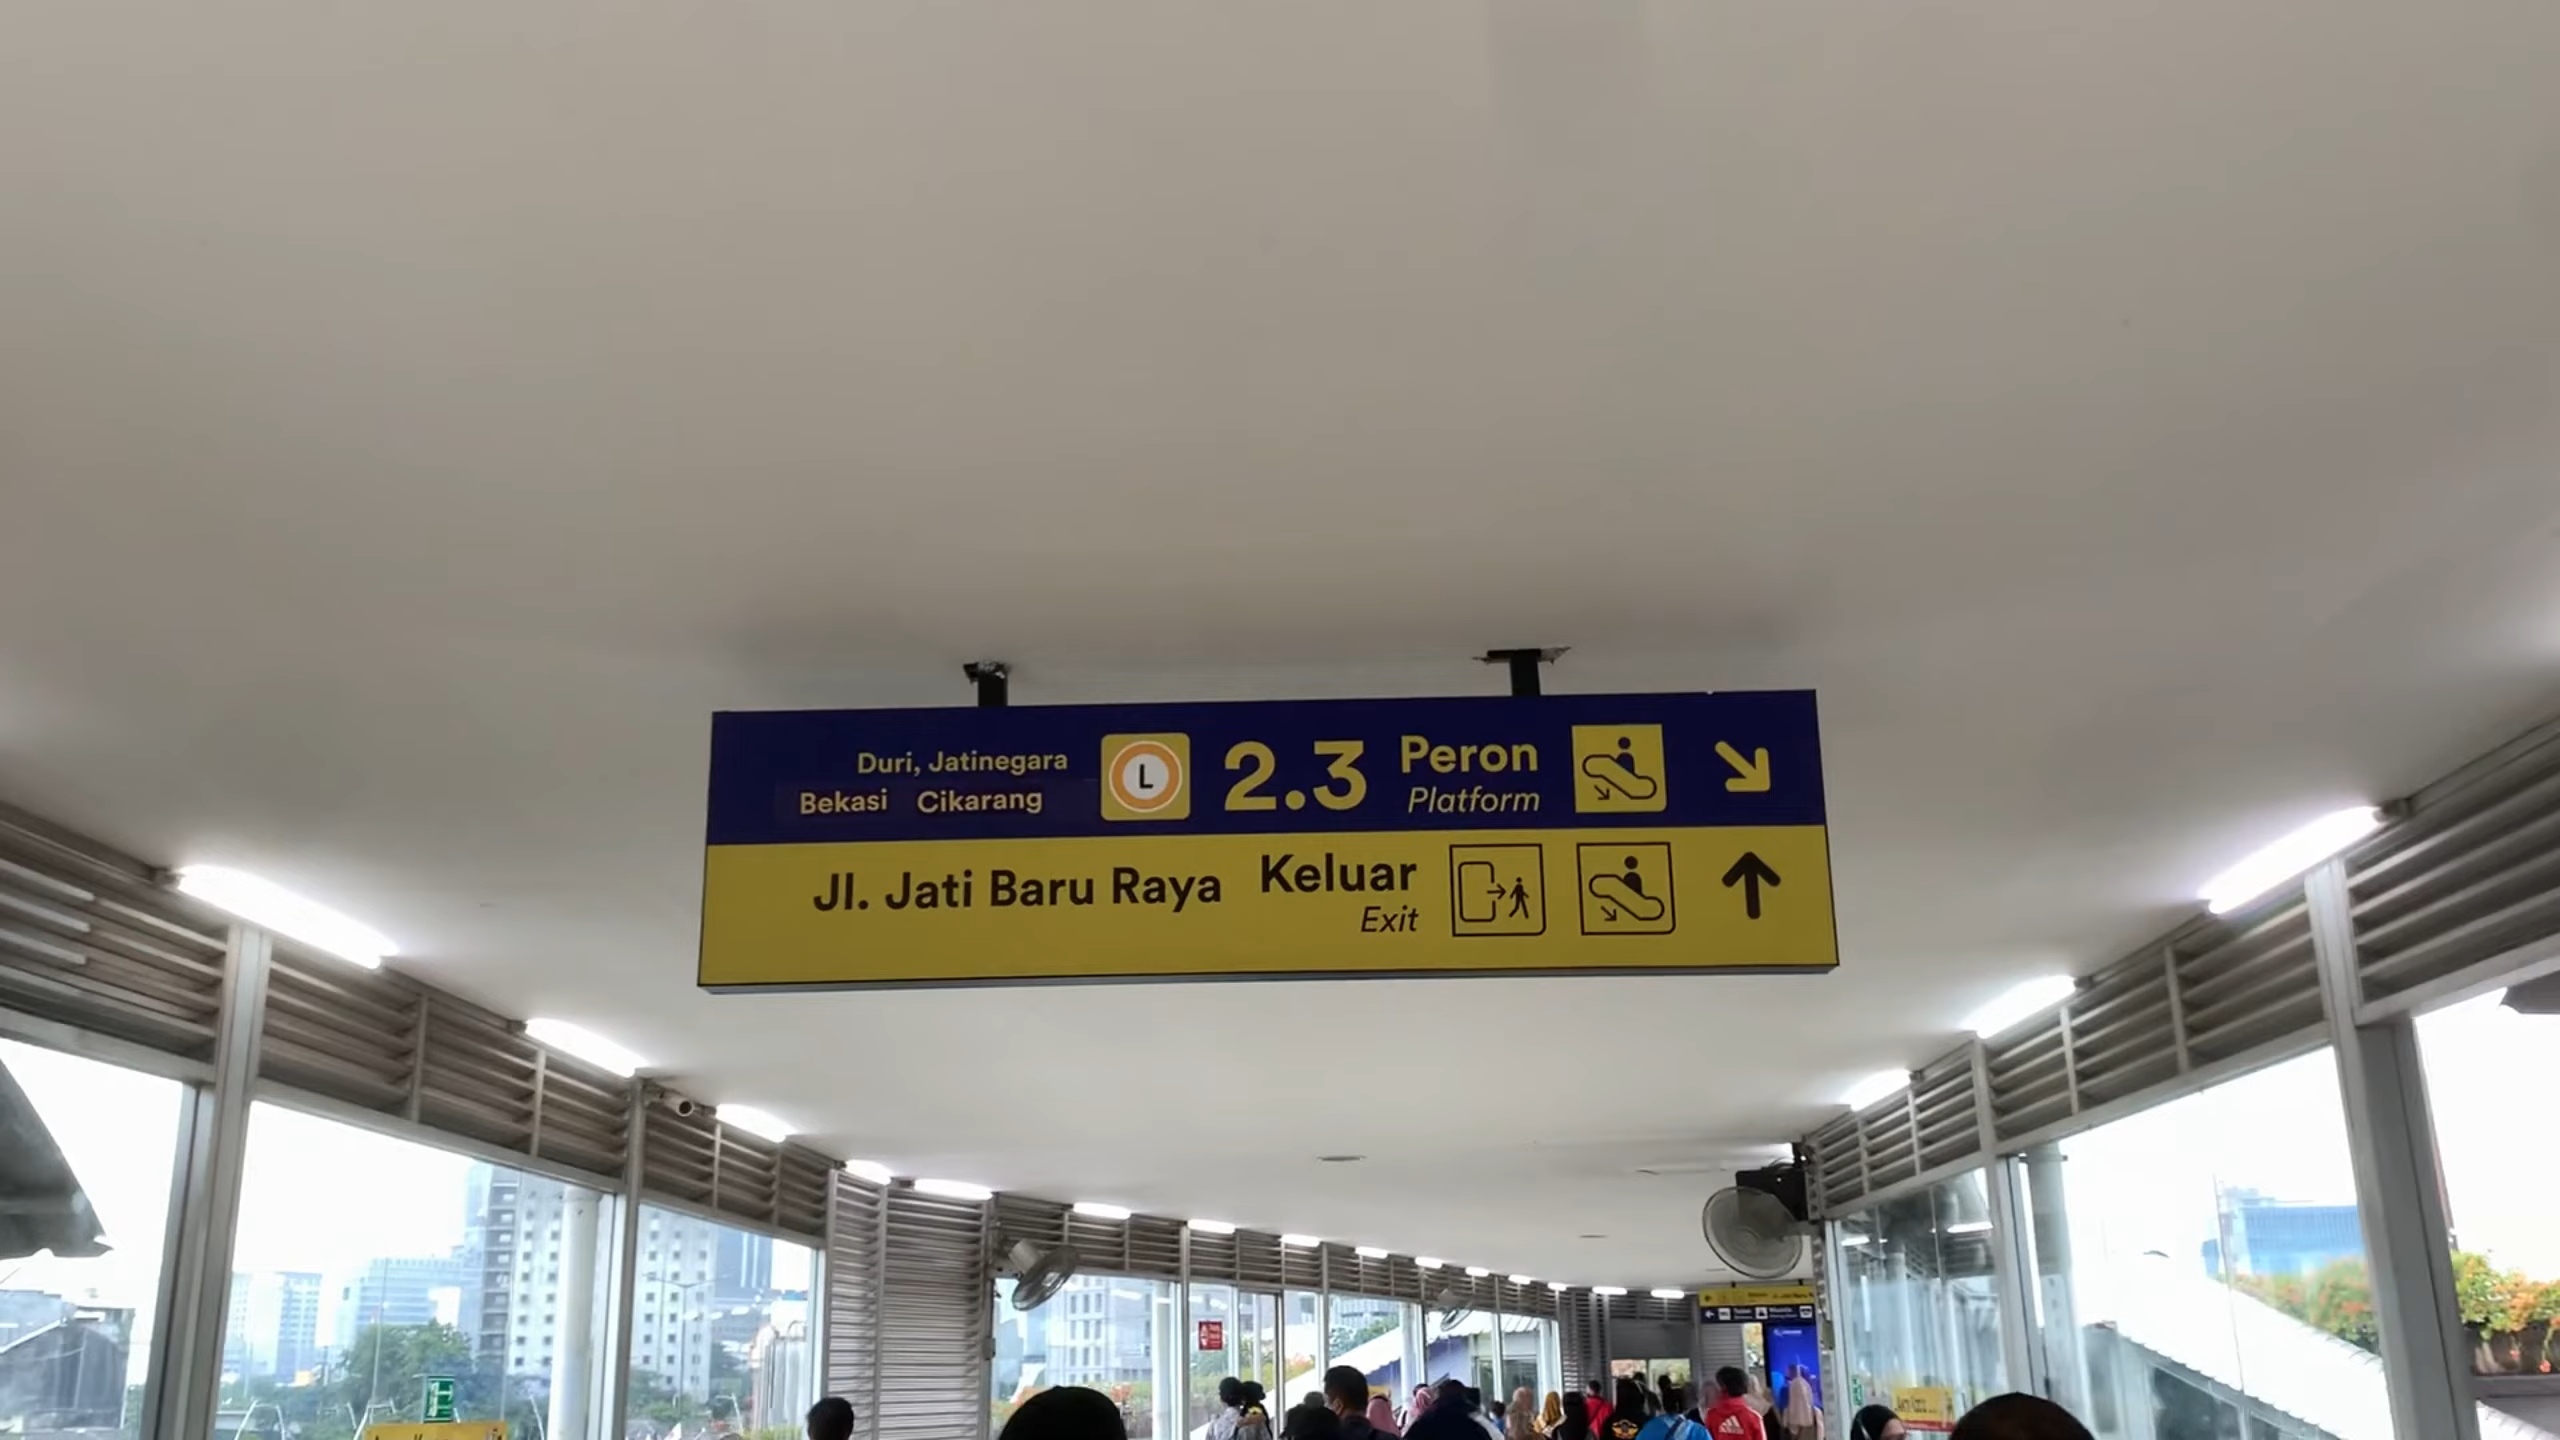 Duri, Jatinegara
Bekasi Cikarang
L
2.3
Peron
Platform
Jl. Jati Baru Raya
Keluar
Exit